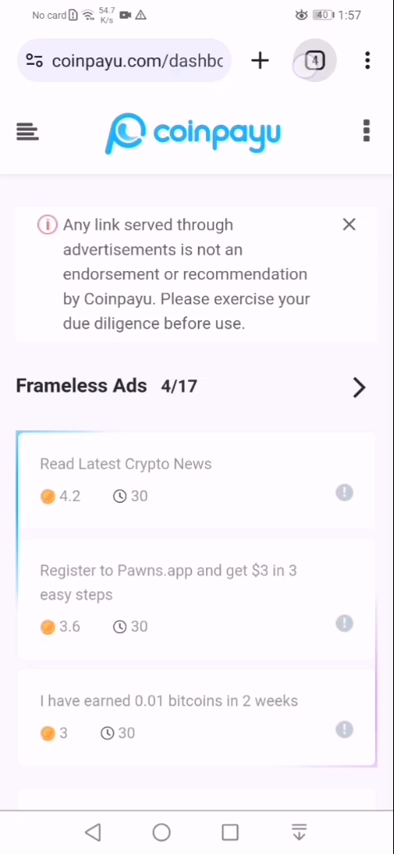 No card 54.7 K/s 40 1:57
coinpayu.com/dashbc 4
coinpayu
Any link served through
advertisements is not an
endorsement or recommendation
by Coinpayu. Please exercise your
due diligence before use.
Frameless Ads 4/17
Read Latest Crypto News
4.2 30
Register to Pawns.app and get $3 in 3
easy steps
3.6 30
I have earned 0.01 bitcoins in 2 weeks
3 30